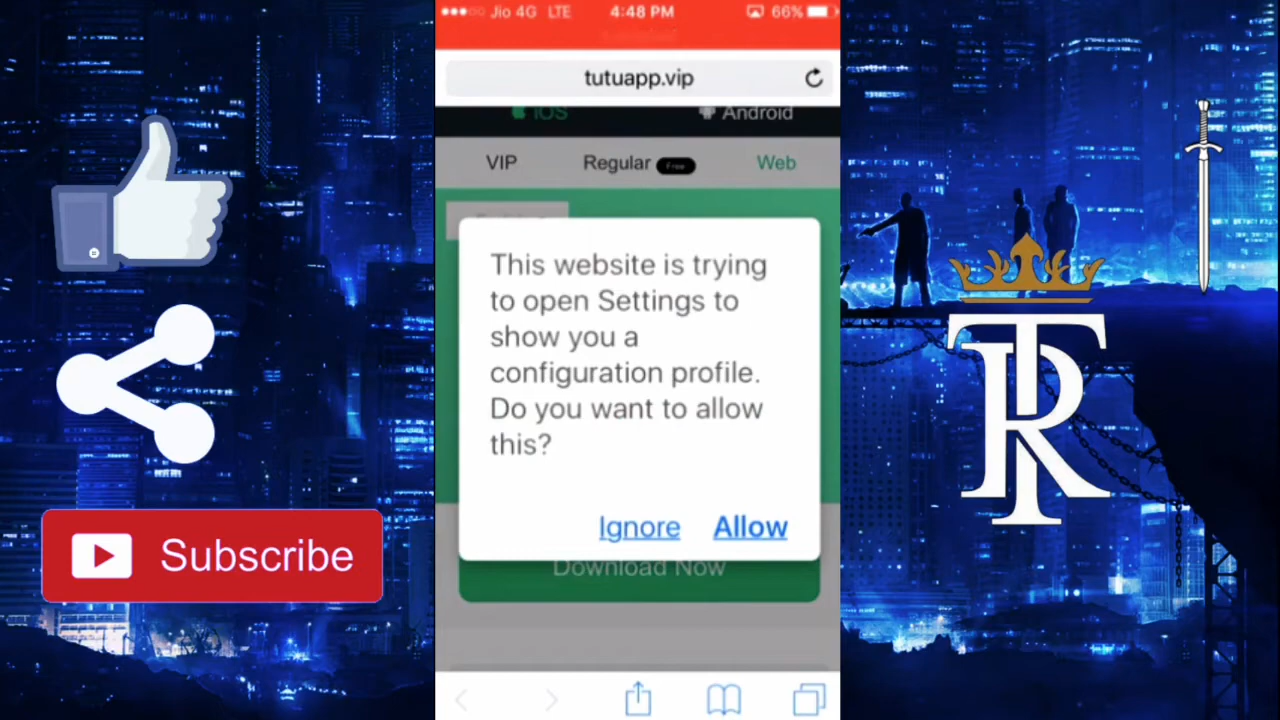 Jio 4G LTE 4:48 PM 66%
tutuapp.vip
iOS Android
VIP Regular Free Web
This website is trying
to open Settings to
show you a
configuration profile.
Do you want to allow
this?
Ignore Allow
Download Now
Subscribe
TR